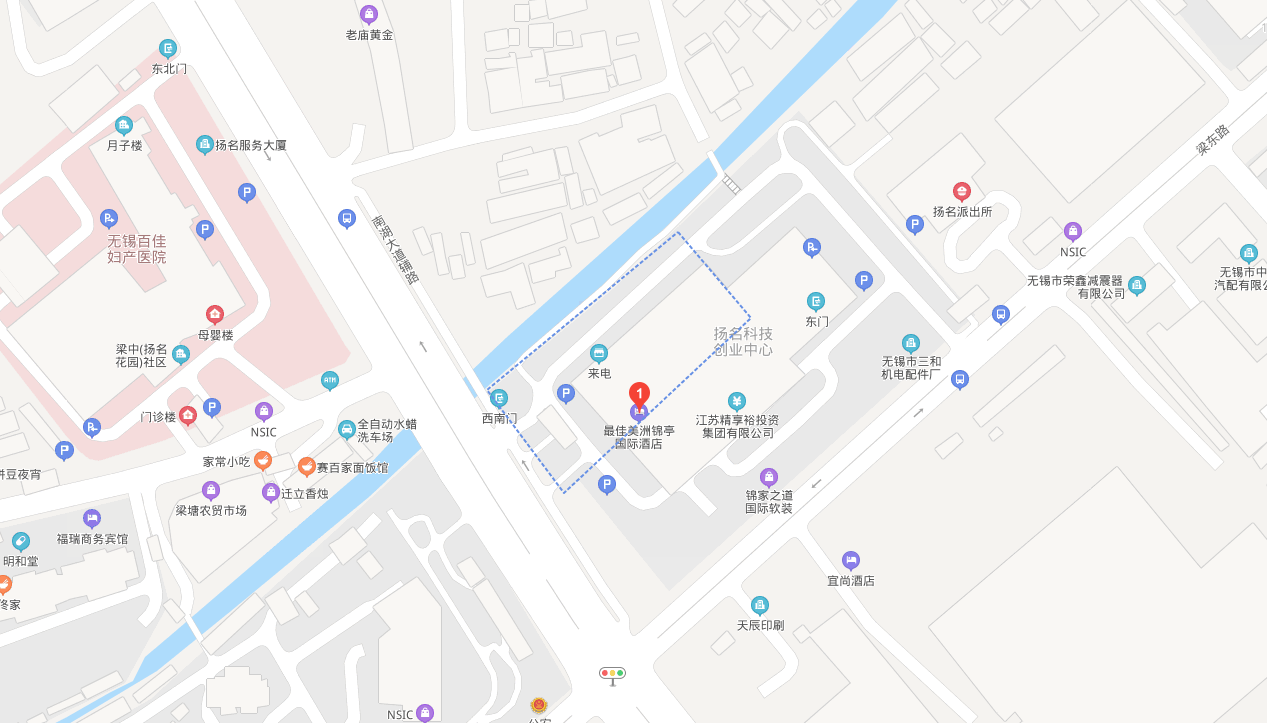 老庙黄金
东北门
月子楼
扬名服务大厦
梁东路
扬名派出所
南湖大道辅路
无锡百佳
妇产医院
NSIC
无锡市荣鑫减震器
有限公司
无锡市中
汽配有限公
母婴楼
东门
扬名科技
创业中心
梁中(扬名
花园)社区
来电
无锡市三和
机电配件厂
ATM
门诊楼
NSIC
西南门
1
最佳美洲锦亭
国际酒店
江苏精享裕投资
集团有限公司
全自动水蜡
洗车场
家常小吃
赛百家面饭馆
拼豆夜宵
梁塘农贸市场
迁立香烛
锦家之道
国际软装
福瑞商务宾馆
明和堂
宜尚酒店
佟家
天辰印刷
NSIC
公安